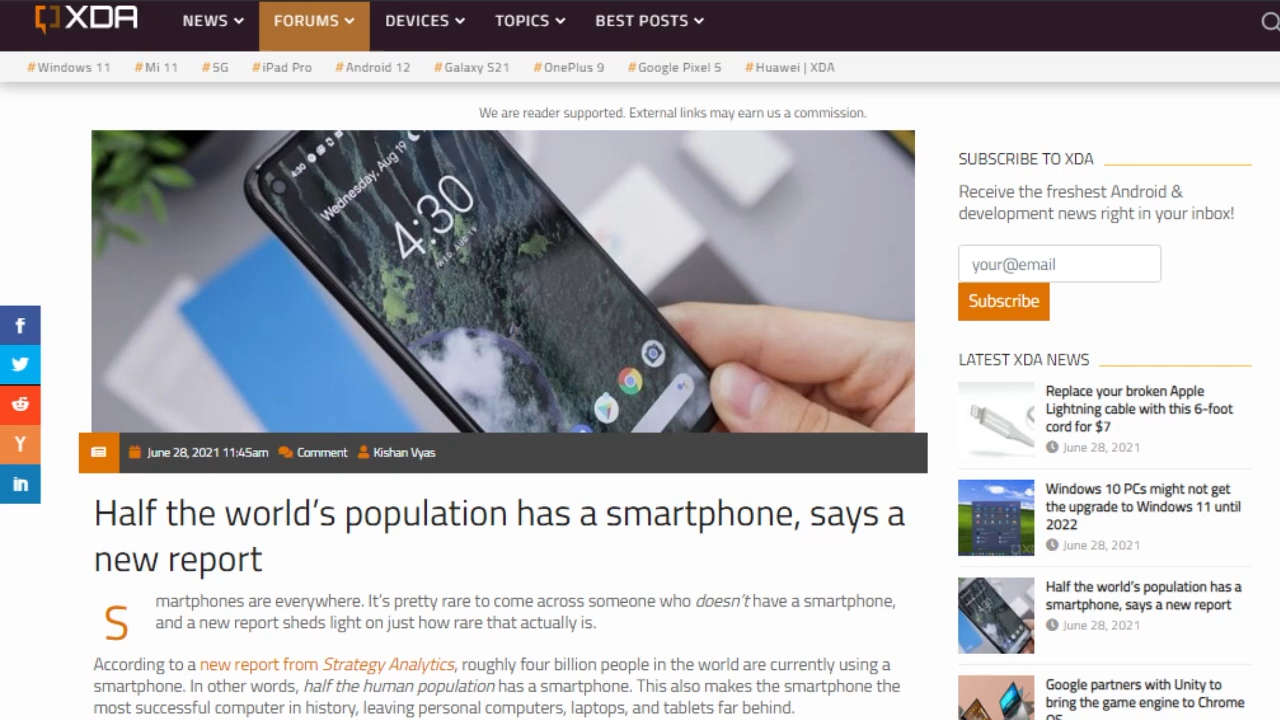 XDA
NEWS FORUMS DEVICES TOPICS BEST POSTS
#Windows 11 #Mi 11 #5G #iPad Pro #Android 12 #Galaxy S21 #OnePlus 9 #Google Pixel 5 #Huawei | XDA
We are reader supported. External links may earn us a commission.
4:30
Wednesday, Aug 19
4:30
WED, AUG 19
f
Y
in
June 28, 2021 11:45am Comment Kishan Vyas
Half the world's population has a smartphone, says a
new report
Smartphones are everywhere. It's pretty rare to come across someone who doesn't have a smartphone,
and a new report sheds light on just how rare that actually is.
According to a new report from Strategy Analytics, roughly four billion people in the world are currently using a
smartphone. In other words, half the human population has a smartphone. This also makes the smartphone the
most successful computer in history, leaving personal computers, laptops, and tablets far behind.
SUBSCRIBE TO XDA
Receive the freshest Android &
development news right in your inbox!
your@email
Subscribe
LATEST XDA NEWS
Replace your broken Apple
Lightning cable with this 6-foot
cord for $7
June 28, 2021
Windows 10 PCs might not get
the upgrade to Windows 11 until
2022
June 28, 2021
XDA
Half the world's population has a
smartphone, says a new report
June 28, 2021
Google partners with Unity to
bring the game engine to Chrome
OS